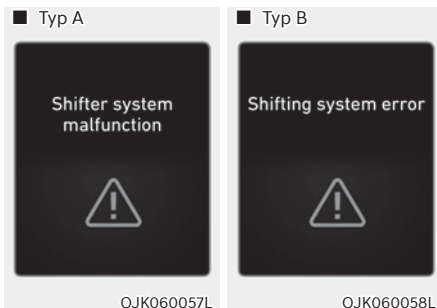 ■ Typ A
Shifter system
malfunction
OJK060057L
■ Typ B
Shifting system error
OJK060058L